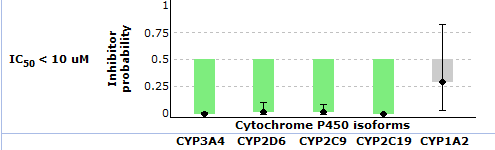 1
0.75
IC50 < 10 uM
Inhibitor
probability
0.5
0.25
0
Cytochrome P450 isoforms
CYP3A4 CYP2D6 CYP2C9 CYP2C19 CYP1A2